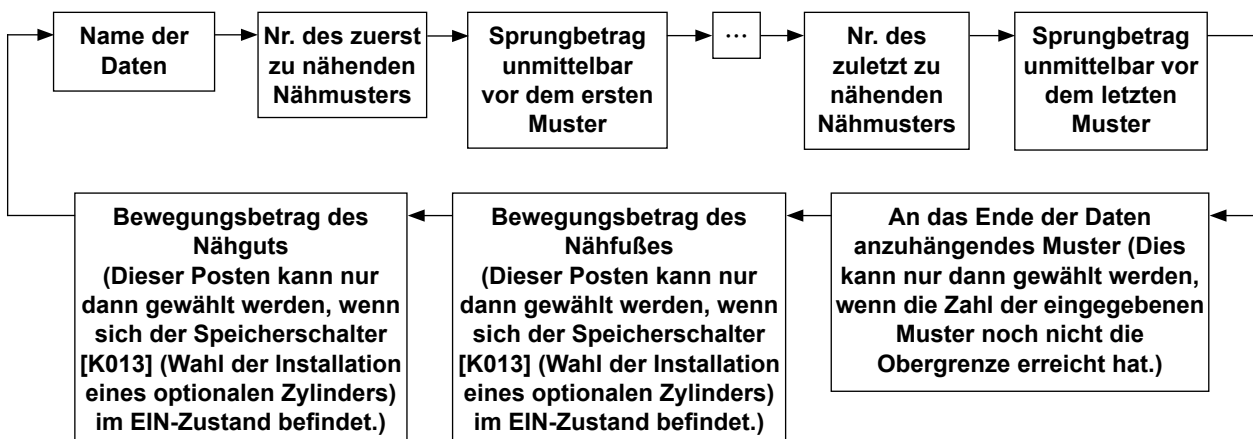 Name der
Daten
Nr. des zuerst
zu nähenden
Nähmusters
Sprungbetrag
unmittelbar
vor dem ersten
Muster
...
Nr. des
zuletzt zu
nähenden
Nähmusters
Sprungbetrag
unmittelbar vor
dem letzten
Muster
Bewegungsbetrag des
Nähguts
(Dieser Posten kann nur
dann gewählt werden, wenn
sich der Speicherschalter
[K013] (Wahl der Installation
eines optionalen Zylinders)
im EIN-Zustand befindet.)
Bewegungsbetrag des
Nähfußes
(Dieser Posten kann nur
dann gewählt werden, wenn
sich der Speicherschalter
[K013] (Wahl der Installation
eines optionalen Zylinders)
im EIN-Zustand befindet.)
An das Ende der Daten
anzuhängendes Muster (Dies
kann nur dann gewählt werden,
wenn die Zahl der eingegebenen
Muster noch nicht die
Obergrenze erreicht hat.)